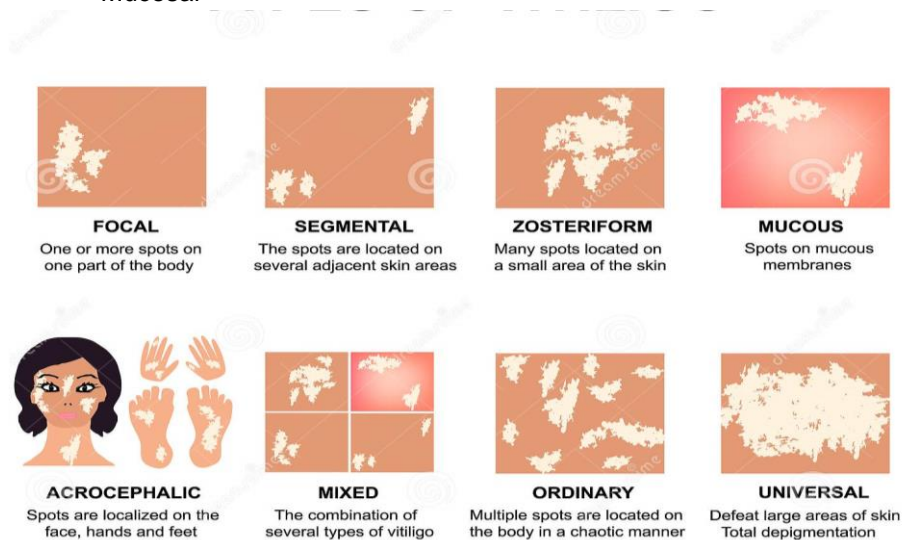 FOCAL
One or more spots on
one part of the body
SEGMENTAL
The spots are located on
several adjacent skin areas
ZOSTERIFORM
Many spots located on
a small area of the skin
MUCOUS
Spots on mucous
membranes
ACROCEPHALIC
Spots are localized on the
face, hands and feet
MIXED
The combination of
several types of vitiligo
ORDINARY
Multiple spots are located on
the body in a chaotic manner
UNIVERSAL
Defeat large areas of skin
Total depigmentation
dreamstime